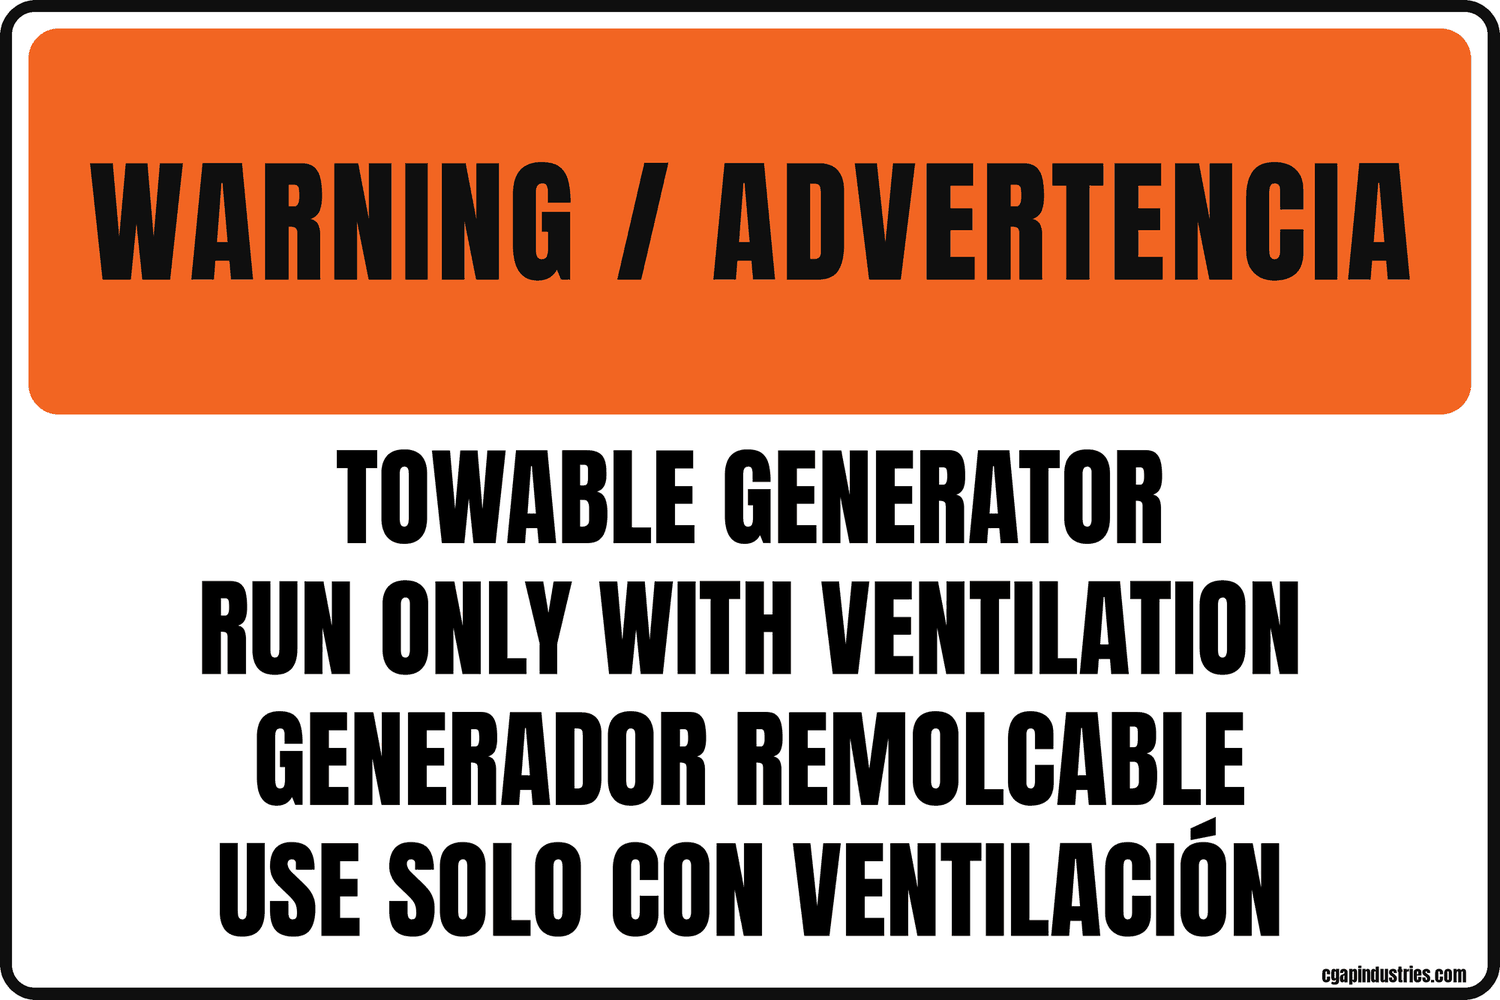 WARNING / ADVERTENCIA
TOWABLE GENERATOR
RUN ONLY WITH VENTILATION
GENERADOR REMOLCABLE
USE SOLO CON VENTILACIÓN
cgapindustries.com